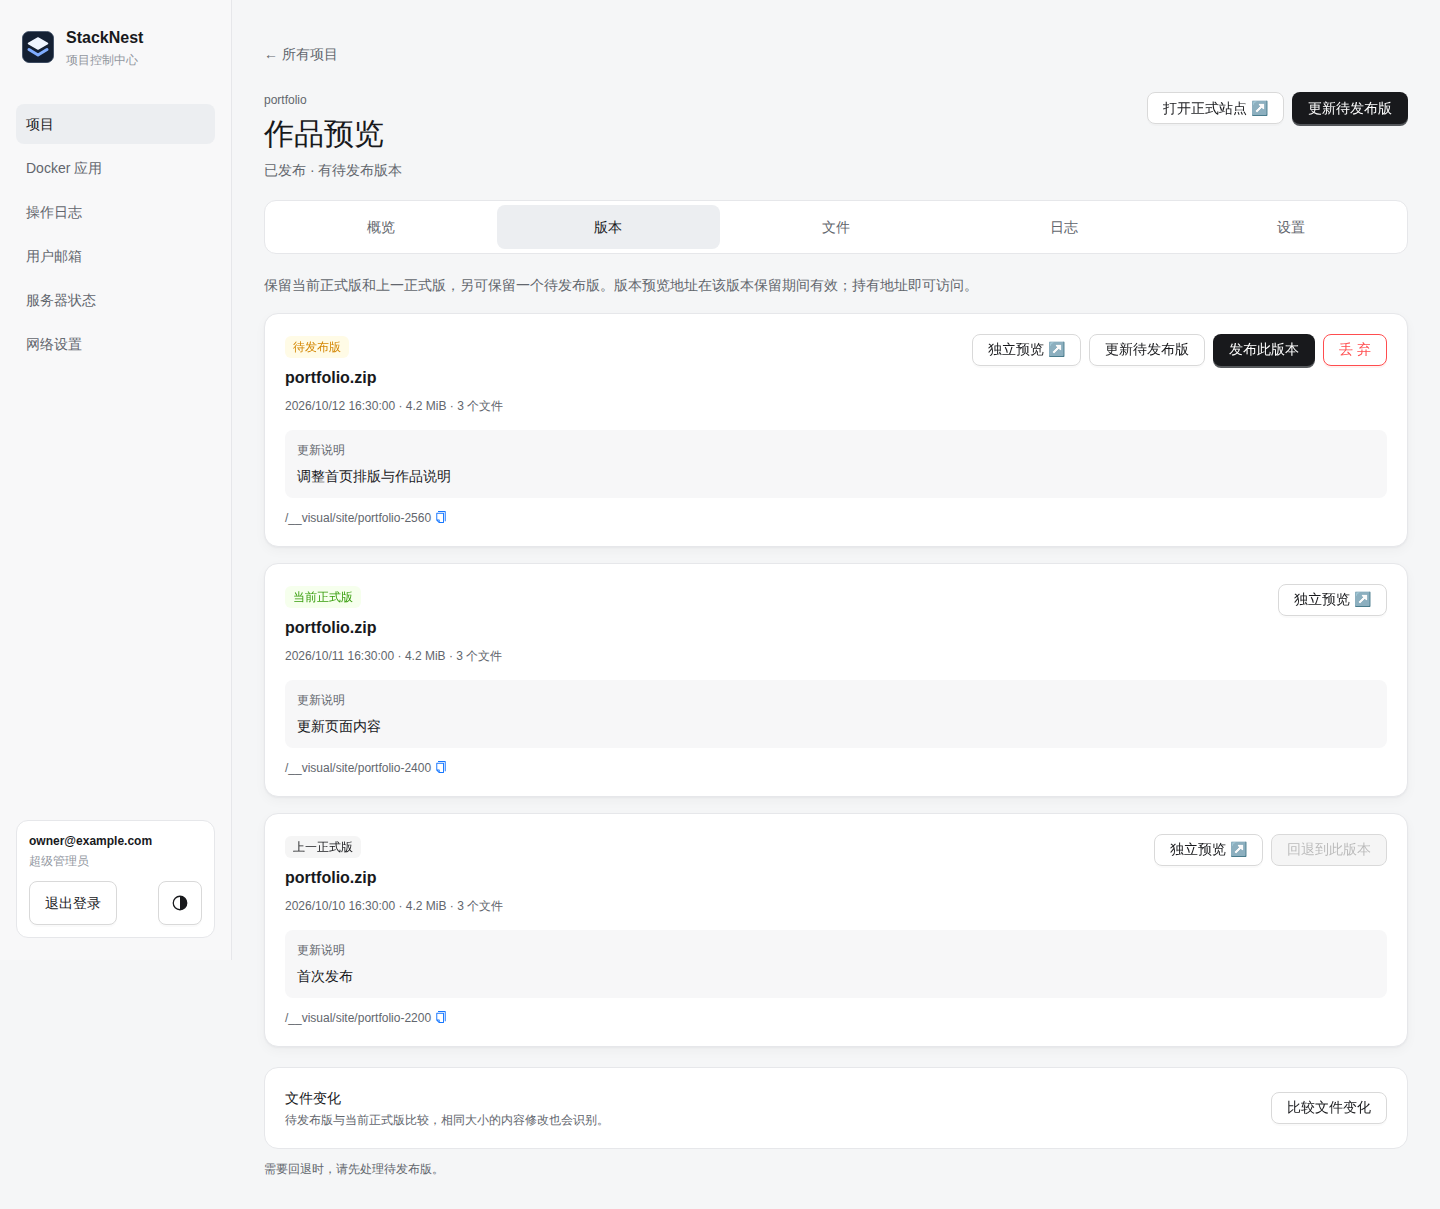 StackNest
项目控制中心
项目
Docker 应用
操作日志
用户邮箱
服务器状态
网络设置
owner@example.com
超级管理员
退出登录
← 所有项目
portfolio
作品预览
已发布 · 有待发布版本
打开正式站点 ↗
更新待发布版
概览 版本 文件 日志 设置
保留当前正式版和上一正式版，另可保留一个待发布版。版本预览地址在该版本保留期间有效；持有地址即可访问。
待发布版
独立预览 ↗ 更新待发布版 发布此版本 丢 弃
portfolio.zip
2026/10/12 16:30:00 · 4.2 MiB · 3 个文件
更新说明
调整首页排版与作品说明
/__visual/site/portfolio-2560
当前正式版
独立预览 ↗
portfolio.zip
2026/10/11 16:30:00 · 4.2 MiB · 3 个文件
更新说明
更新页面内容
/__visual/site/portfolio-2400
上一正式版
独立预览 ↗ 回退到此版本
portfolio.zip
2026/10/10 16:30:00 · 4.2 MiB · 3 个文件
更新说明
首次发布
/__visual/site/portfolio-2200
文件变化
待发布版与当前正式版比较，相同大小的内容修改也会识别。
比较文件变化
需要回退时，请先处理待发布版。